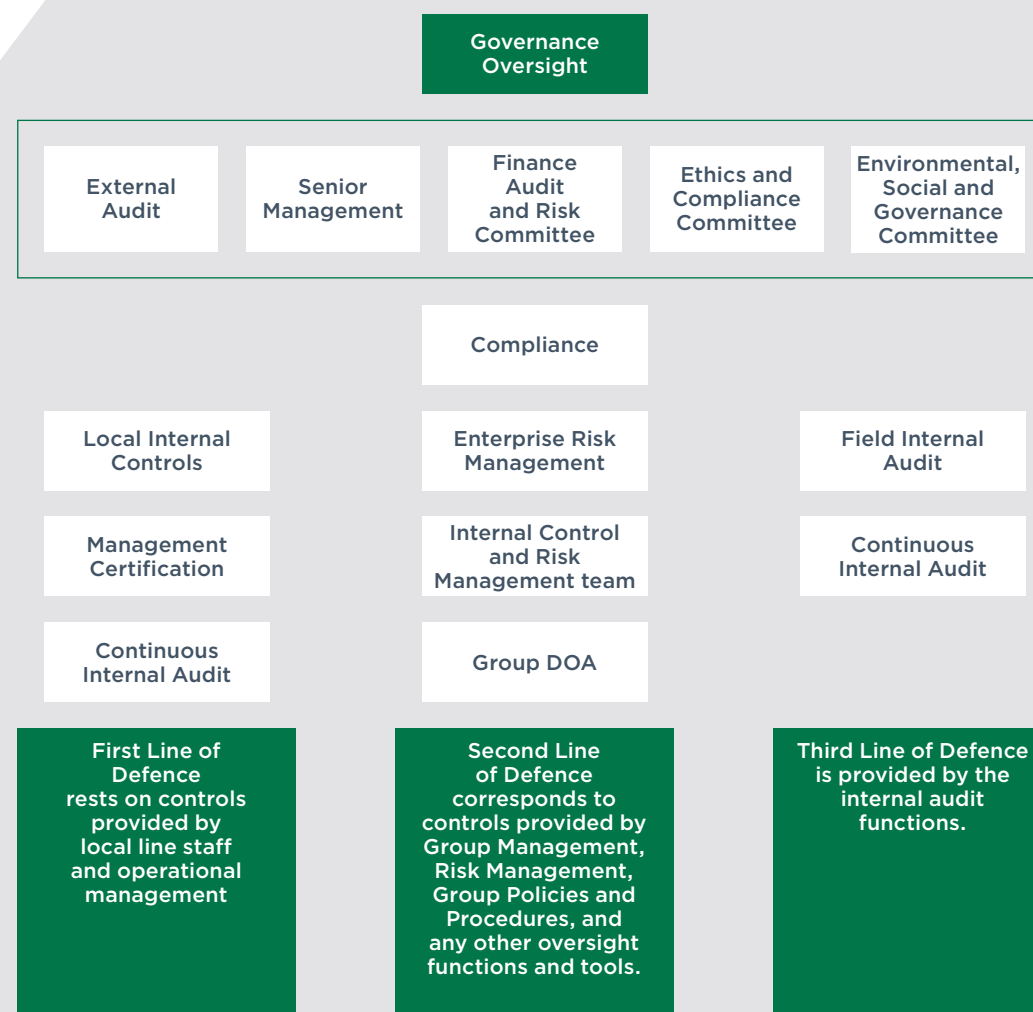 Governance
Oversight
External
Audit
Senior
Management
Finance
Audit
and Risk
Committee
Ethics and
Compliance
Committee
Environmental,
Social and
Governance
Committee
Compliance
Local Internal
Controls
Enterprise Risk
Management
Field Internal
Audit
Management
Certification
Internal Control
and Risk
Management team
Continuous
Internal Audit
Continuous
Internal Audit
Group DOA
First Line of
Defence
rests on controls
provided by
local line staff
and operational
management
Second Line
of Defence
corresponds to
controls provided by
Group Management,
Risk Management,
Group Policies and
Procedures, and
any other oversight
functions and tools.
Third Line of Defence
is provided by the
internal audit
functions.